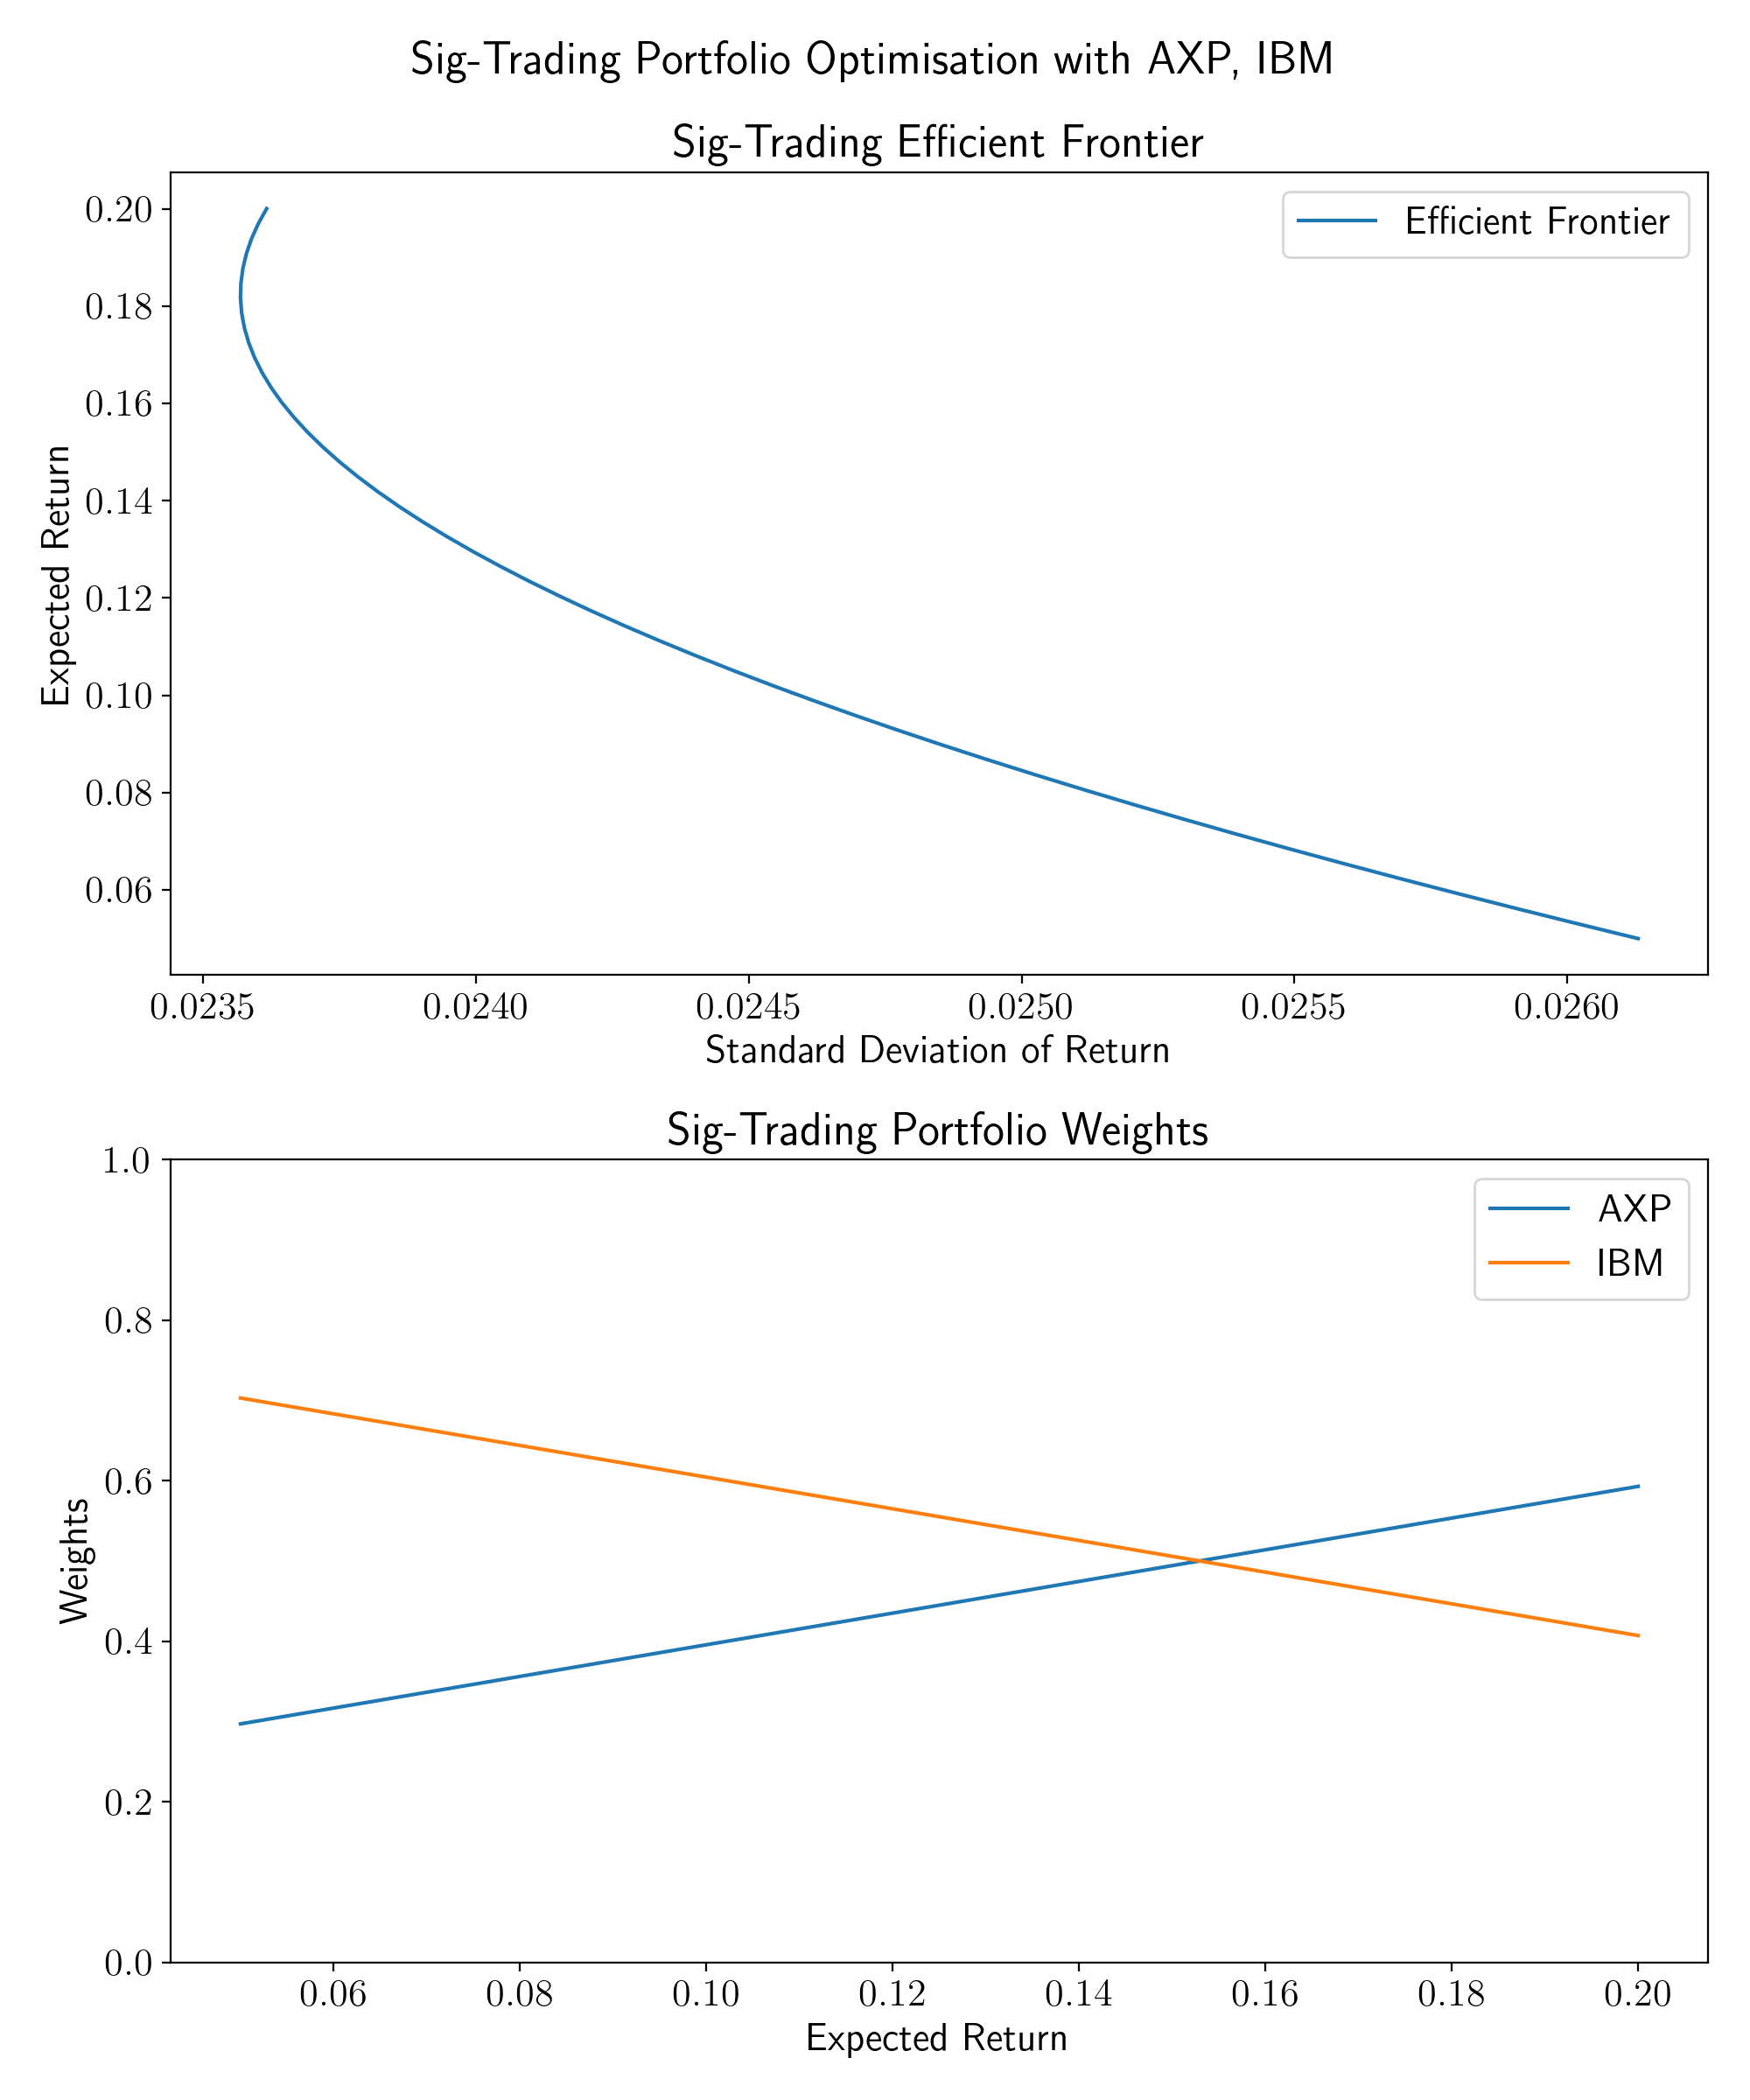 Sig-Trading Portfolio Optimisation with AXP, IBM
Sig-Trading Efficient Frontier
Efficient Frontier
0.20
0.18
0.16
0.14
0.12
0.10
0.08
0.06
Expected Return
0.0235 0.0240 0.0245 0.0250 0.0255 0.0260
Standard Deviation of Return
Sig-Trading Portfolio Weights
AXP
IBM
1.0
0.8
0.6
0.4
0.2
0.0
Weights
0.06 0.08 0.10 0.12 0.14 0.16 0.18 0.20
Expected Return